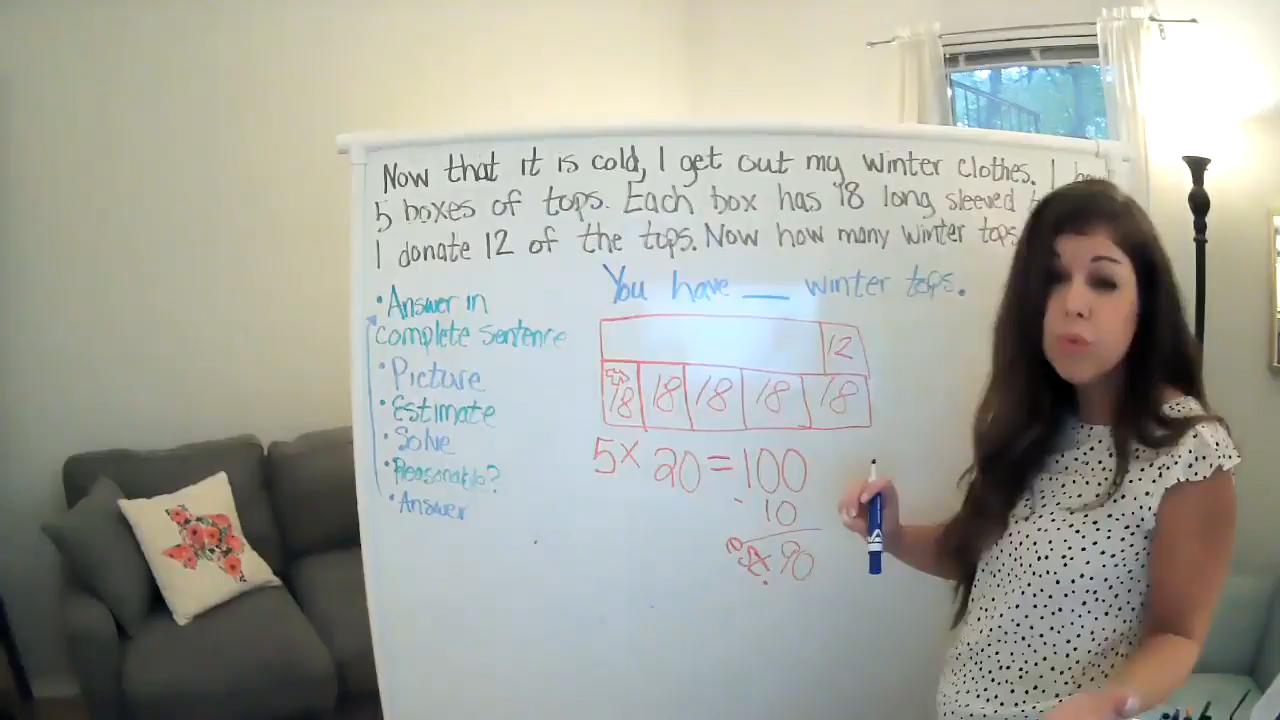 Now that it is cold, I get out my winter clothes. I
5 boxes of tops. Each box has 18 long sleeved
I donate 12 of the tops. Now how many winter tops
You have ___ winter tops.
• Answer in
complete sentence
• Picture
• Estimate
• Solve
• Reasonable?
• Answer
12
18 18 18 18 18
5 x 20 = 100
- 10
90